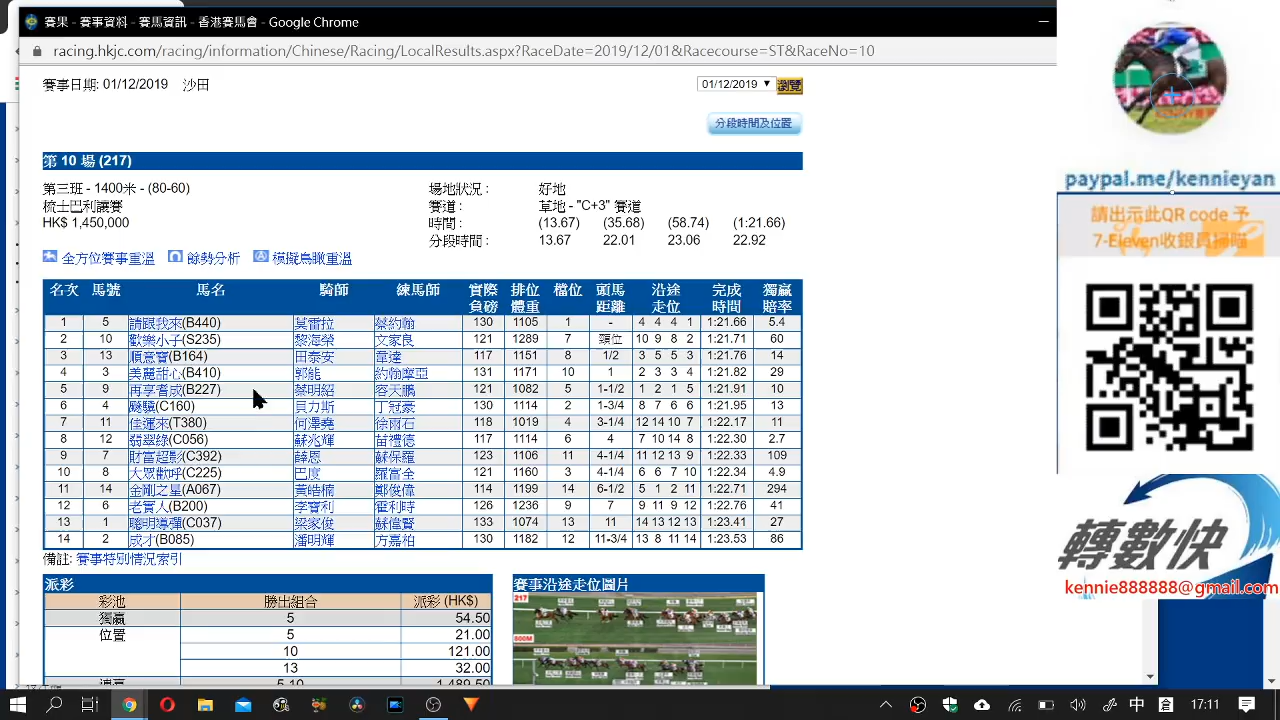 賽果 - 賽事資料 - 賽馬資訊 - 香港賽馬會 - Google Chrome
racing.hkjc.com/racing/information/Chinese/Racing/LocalResults.aspx?RaceDate=2019/12/01&Racecourse=ST&RaceNo=10
賽事日期: 01/12/2019 沙田
01/12/2019 瀏覽
分段時間及位置
第 10 場 (217)
第三班 - 1400米 - (80-60) 場地狀況 : 好地
梳士巴利讓賽 賽道 : 草地 - "C+3" 賽道
HK$ 1,450,000 時間 : (13.67) (35.68) (58.74) (1:21.66)
分段時間 : 13.67 22.01 23.06 22.92
全方位賽事重溫 餘勢分析 模擬鳥瞰重溫
名次 馬號 馬名 騎師 練馬師 實際負磅 排位體重 檔位 頭馬距離 沿途走位 完成時間 獨贏賠率
1 5 請跟我來(B440) 莫雷拉 蔡約翰 130 1105 1 - 4 4 4 1 1:21.66 5.4
2 10 歡樂小子(S235) 黎海榮 文家良 121 1289 7 頸位 10 9 8 2 1:21.71 60
3 13 順意寶(B164) 田泰安 韋達 117 1151 8 1/2 3 5 5 3 1:21.76 14
4 3 美麗甜心(B410) 郭能 約翰摩亞 131 1171 10 1 2 3 3 4 1:21.82 29
5 9 再享耆成(B227) 蔡明紹 容天鵬 121 1082 5 1-1/2 1 2 1 5 1:21.91 10
6 4 (C160) 貝力斯 丁冠豪 130 1114 2 1-3/4 8 7 6 6 1:21.95 13
7 11 佳運來(T380) 何澤堯 徐雨石 118 1019 4 3-1/4 12 14 10 7 1:22.17 11
8 12 翡翠綠(C056) 蘇兆輝 苗禮德 117 1114 6 4 7 10 14 8 1:22.30 2.7
9 7 財富超影(C392) 薛恩 蘇保羅 123 1106 11 4-1/4 11 12 13 9 1:22.33 109
10 8 大眾歡呼(C225) 巴度 羅富全 121 1160 3 4-1/4 6 6 7 10 1:22.34 4.9
11 14 金剛之星(A067) 黃皓楠 鄭俊偉 114 1199 14 6-1/2 5 1 2 11 1:22.71 294
12 6 老實人(B200) 李寶利 霍利時 126 1236 9 7 9 11 9 12 1:22.76 41
13 1 聰明導彈(C037) 梁家俊 蘇偉賢 133 1074 13 11 14 13 12 13 1:23.41 27
14 2 成才(B085) 潘明輝 方嘉柏 130 1182 12 11-3/4 13 8 11 14 1:23.53 86
備註: 賽事特別情況索引
派彩
彩池 勝出組合 派彩 (HK$)
獨贏 5 54.50
位置 5 21.00
10 121.00
13 32.00
連贏 5,10 1,489.50
賽事沿途走位圖片
217
800M
paypal.me/kennieyan
請出示此QR code 予
7-Eleven收銀員掃瞄
轉數快
kennie888888@gmail.com
中
17:11